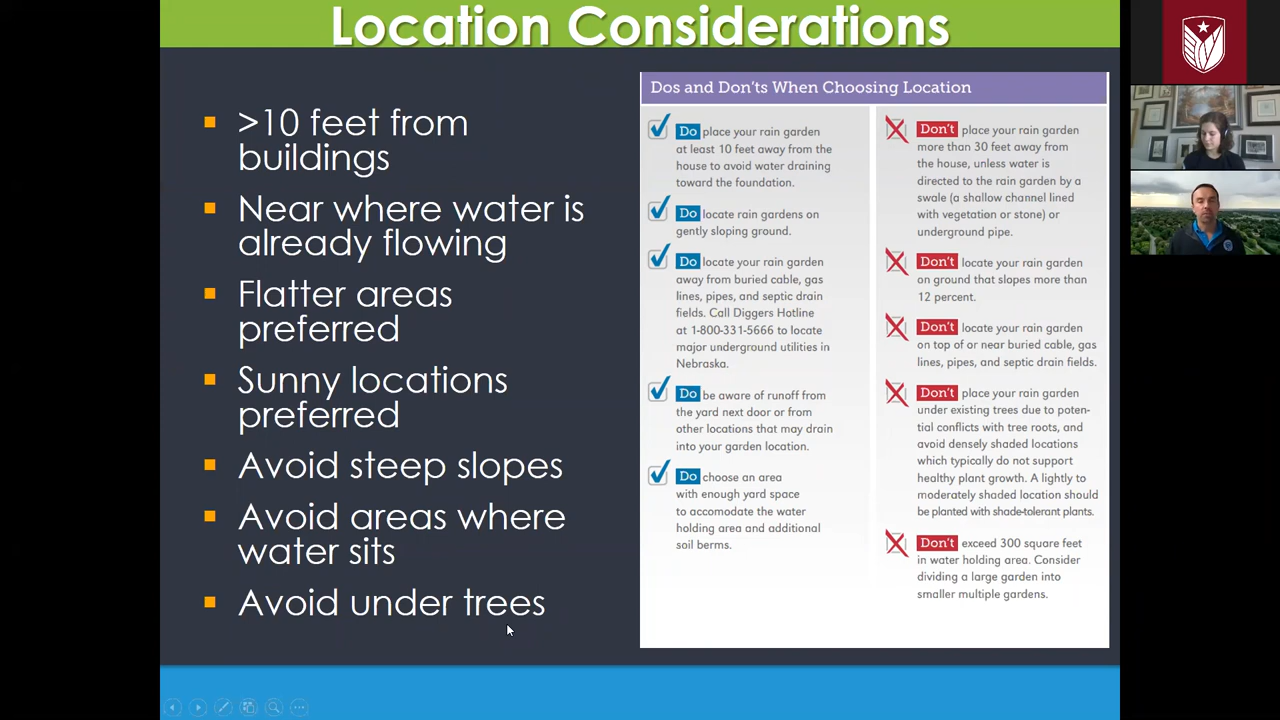 Location Considerations
>10 feet from
buildings
Near where water is
already flowing
Flatter areas
preferred
Sunny locations
preferred
Avoid steep slopes
Avoid areas where
water sits
Avoid under trees
Dos and Don'ts When Choosing Location
Do place your rain garden
at least 10 feet away from the
house to avoid water draining
toward the foundation.
Do locate rain gardens on
gently sloping ground.
Do locate your rain garden
away from buried cable, gas
lines, pipes, and septic drain
fields. Call Diggers Hotline
at 1-800-331-5666 to locate
major underground utilities in
Nebraska.
Do be aware of runoff from
the yard next door or from
other locations that may drain
into your garden location.
Do choose an area
with enough yard space
to accomodate the water
holding area and additional
soil berms.
Don't place your rain garden
more than 30 feet away from
the house, unless water is
directed to the rain garden by a
swale (a shallow channel lined
with vegetation or stone) or
underground pipe.
Don't locate your rain garden
on ground that slopes more than
12 percent.
Don't locate your rain garden
on top of or near buried cable, gas
lines, pipes, and septic drain fields.
Don't place your rain garden
under existing trees due to poten-
tial conflicts with tree roots, and
avoid densely shaded locations
which typically do not support
healthy plant growth. A lightly to
moderately shaded location should
be planted with shade-tolerant plants.
Don't exceed 300 square feet
in water holding area. Consider
dividing a large garden into
smaller multiple gardens.